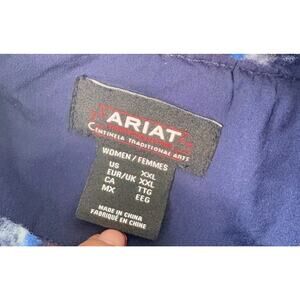 ARIAT
CENTINELA TRADITIONAL ARTS
WOMEN / FEMMES
US XXL
EUR/UK XXL
CA TTG
MX EEG
MADE IN CHINA
FABRIQUÉ EN CHINE